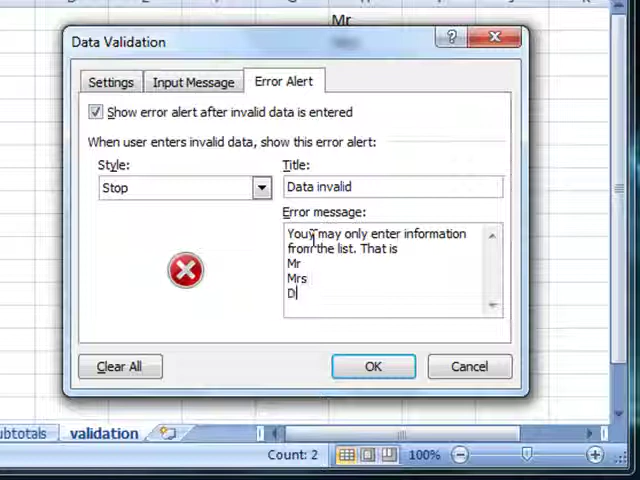 Mr
Data Validation
Settings
Input Message
Error Alert
Show error alert after invalid data is entered
When user enters invalid data, show this error alert:
Style:
Title:
Stop
Data invalid
Error message:
You may only enter information
from the list. That is
Mr
Mrs
D
Clear All
OK
Cancel
ubtotals
validation
Count: 2
100%